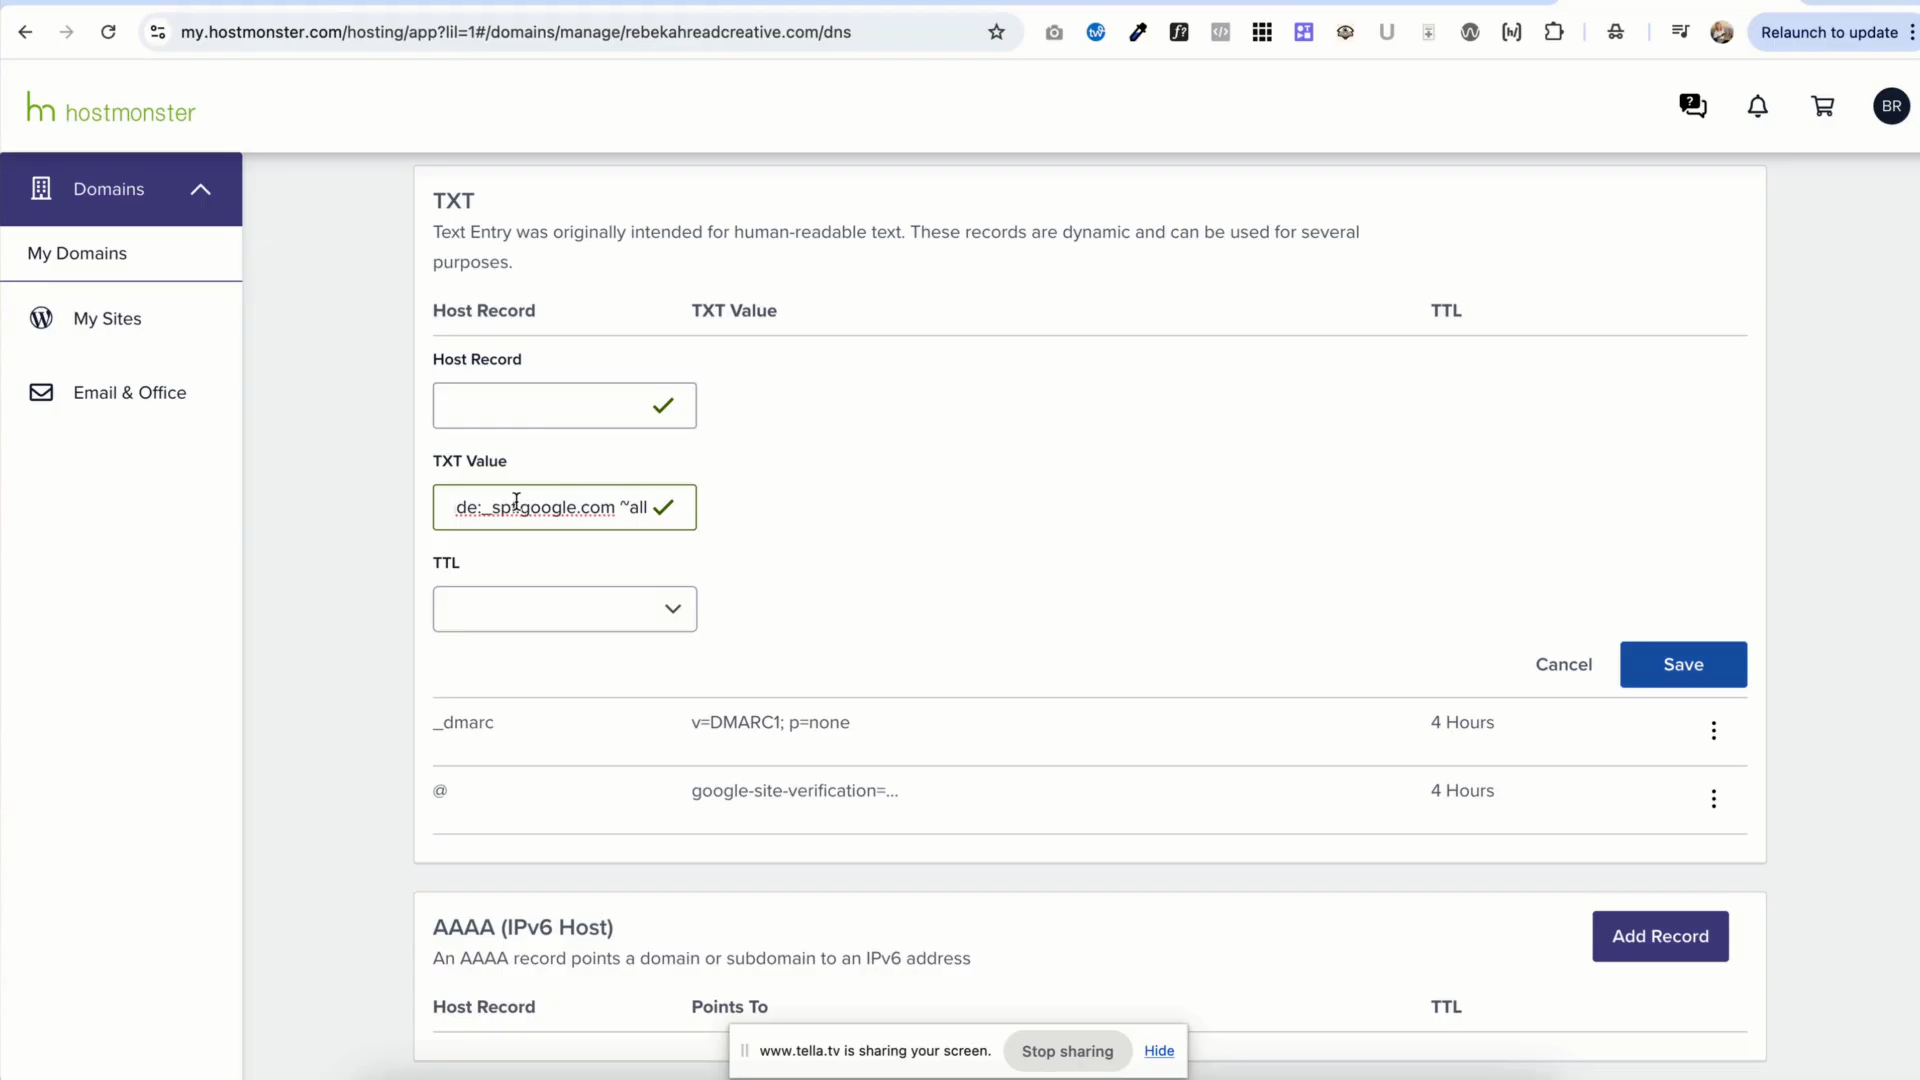 my.hostmonster.com/hosting/app?lil=1#/domains/manage/rebekahreadcreative.com/dns
Relaunch to update
hostmonster
BR
Domains
My Domains
My Sites
Email & Office
TXT
Text Entry was originally intended for human-readable text. These records are dynamic and can be used for several
purposes.
Host Record TXT Value TTL
Host Record
TXT Value
de:_spf.google.com ~all
TTL
Cancel Save
_dmarc v=DMARC1; p=none 4 Hours
@ google-site-verification=... 4 Hours
AAAA (IPv6 Host)
Add Record
An AAAA record points a domain or subdomain to an IPv6 address
Host Record Points To TTL
www.tella.tv is sharing your screen. Stop sharing Hide